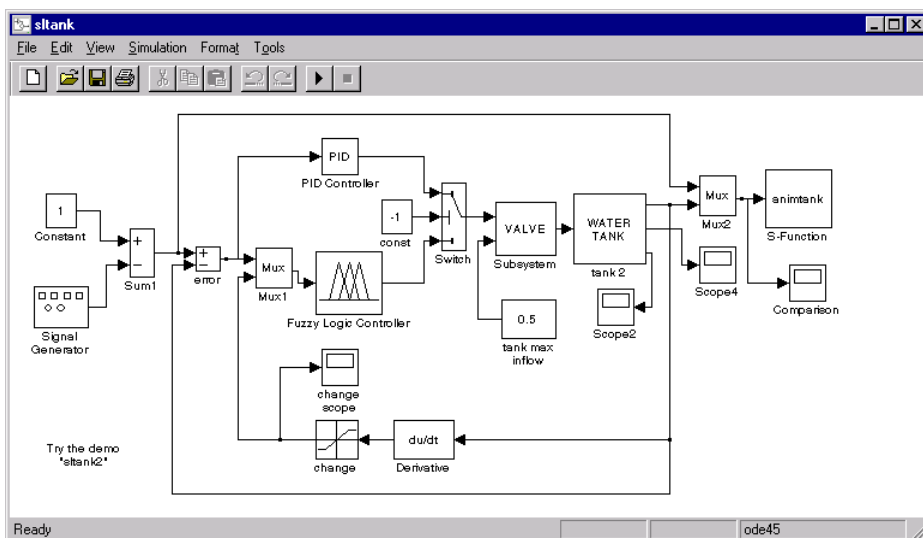 sltank
File Edit View Simulation Format Tools
PID
PID Controller
1
Constant
-1
const
Switch
VALVE
Subsystem
WATER
TANK
tank 2
Mux
Mux2
animtank
S-Function
+
−
Sum1
+
−
error
Mux
Mux1
Fuzzy Logic Controller
Signal
Generator
0.5
tank max
inflow
Scope2
Scope4
Comparison
change
scope
change
du/dt
Derivative
Try the demo
"sltank2"
Ready
ode45